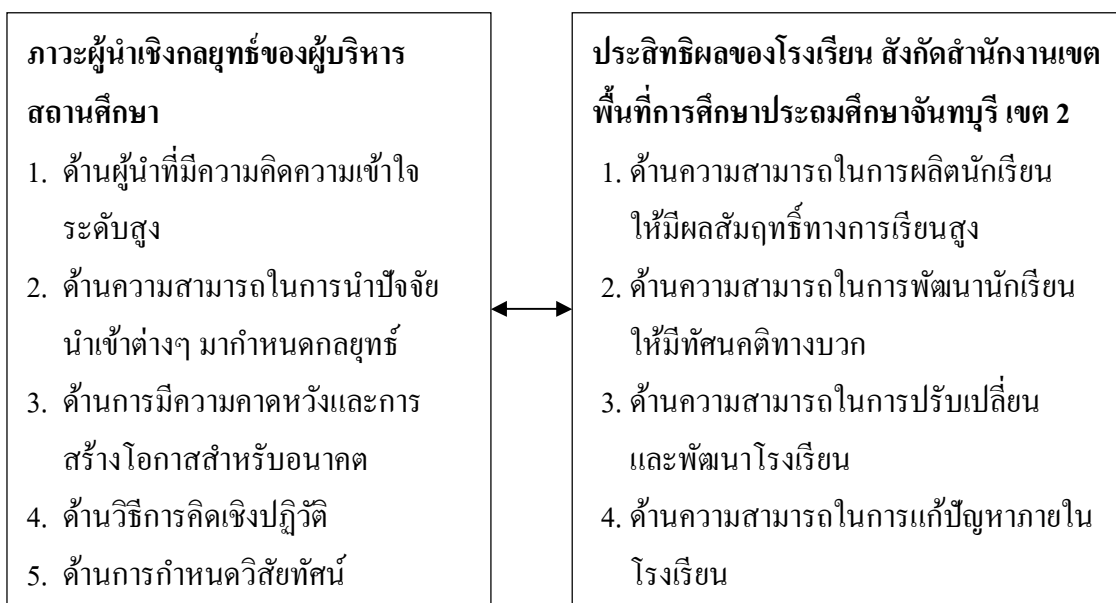 ภาวะผู้นำเชิงกลยุทธ์ของผู้บริหาร
สถานศึกษา
1. ด้านผู้นำที่มีความคิดความเข้าใจ
ระดับสูง
2. ด้านความสามารถในการนำปัจจัย
นำเข้าต่างๆ มากำหนดกลยุทธ์
3. ด้านการมีความคาดหวังและการ
สร้างโอกาสสำหรับอนาคต
4. ด้านวิธีการคิดเชิงปฏิวัติ
5. ด้านการกำหนดวิสัยทัศน์
ประสิทธิผลของโรงเรียน สังกัดสำนักงานเขต
พื้นที่การศึกษาประถมศึกษาจันทบุรี เขต 2
1. ด้านความสามารถในการผลิตนักเรียน
ให้มีผลสัมฤทธิ์ทางการเรียนสูง
2. ด้านความสามารถในการพัฒนานักเรียน
ให้มีทัศนคติทางบวก
3. ด้านความสามารถในการปรับเปลี่ยน
และพัฒนาโรงเรียน
4. ด้านความสามารถในการแก้ปัญหาภายใน
โรงเรียน